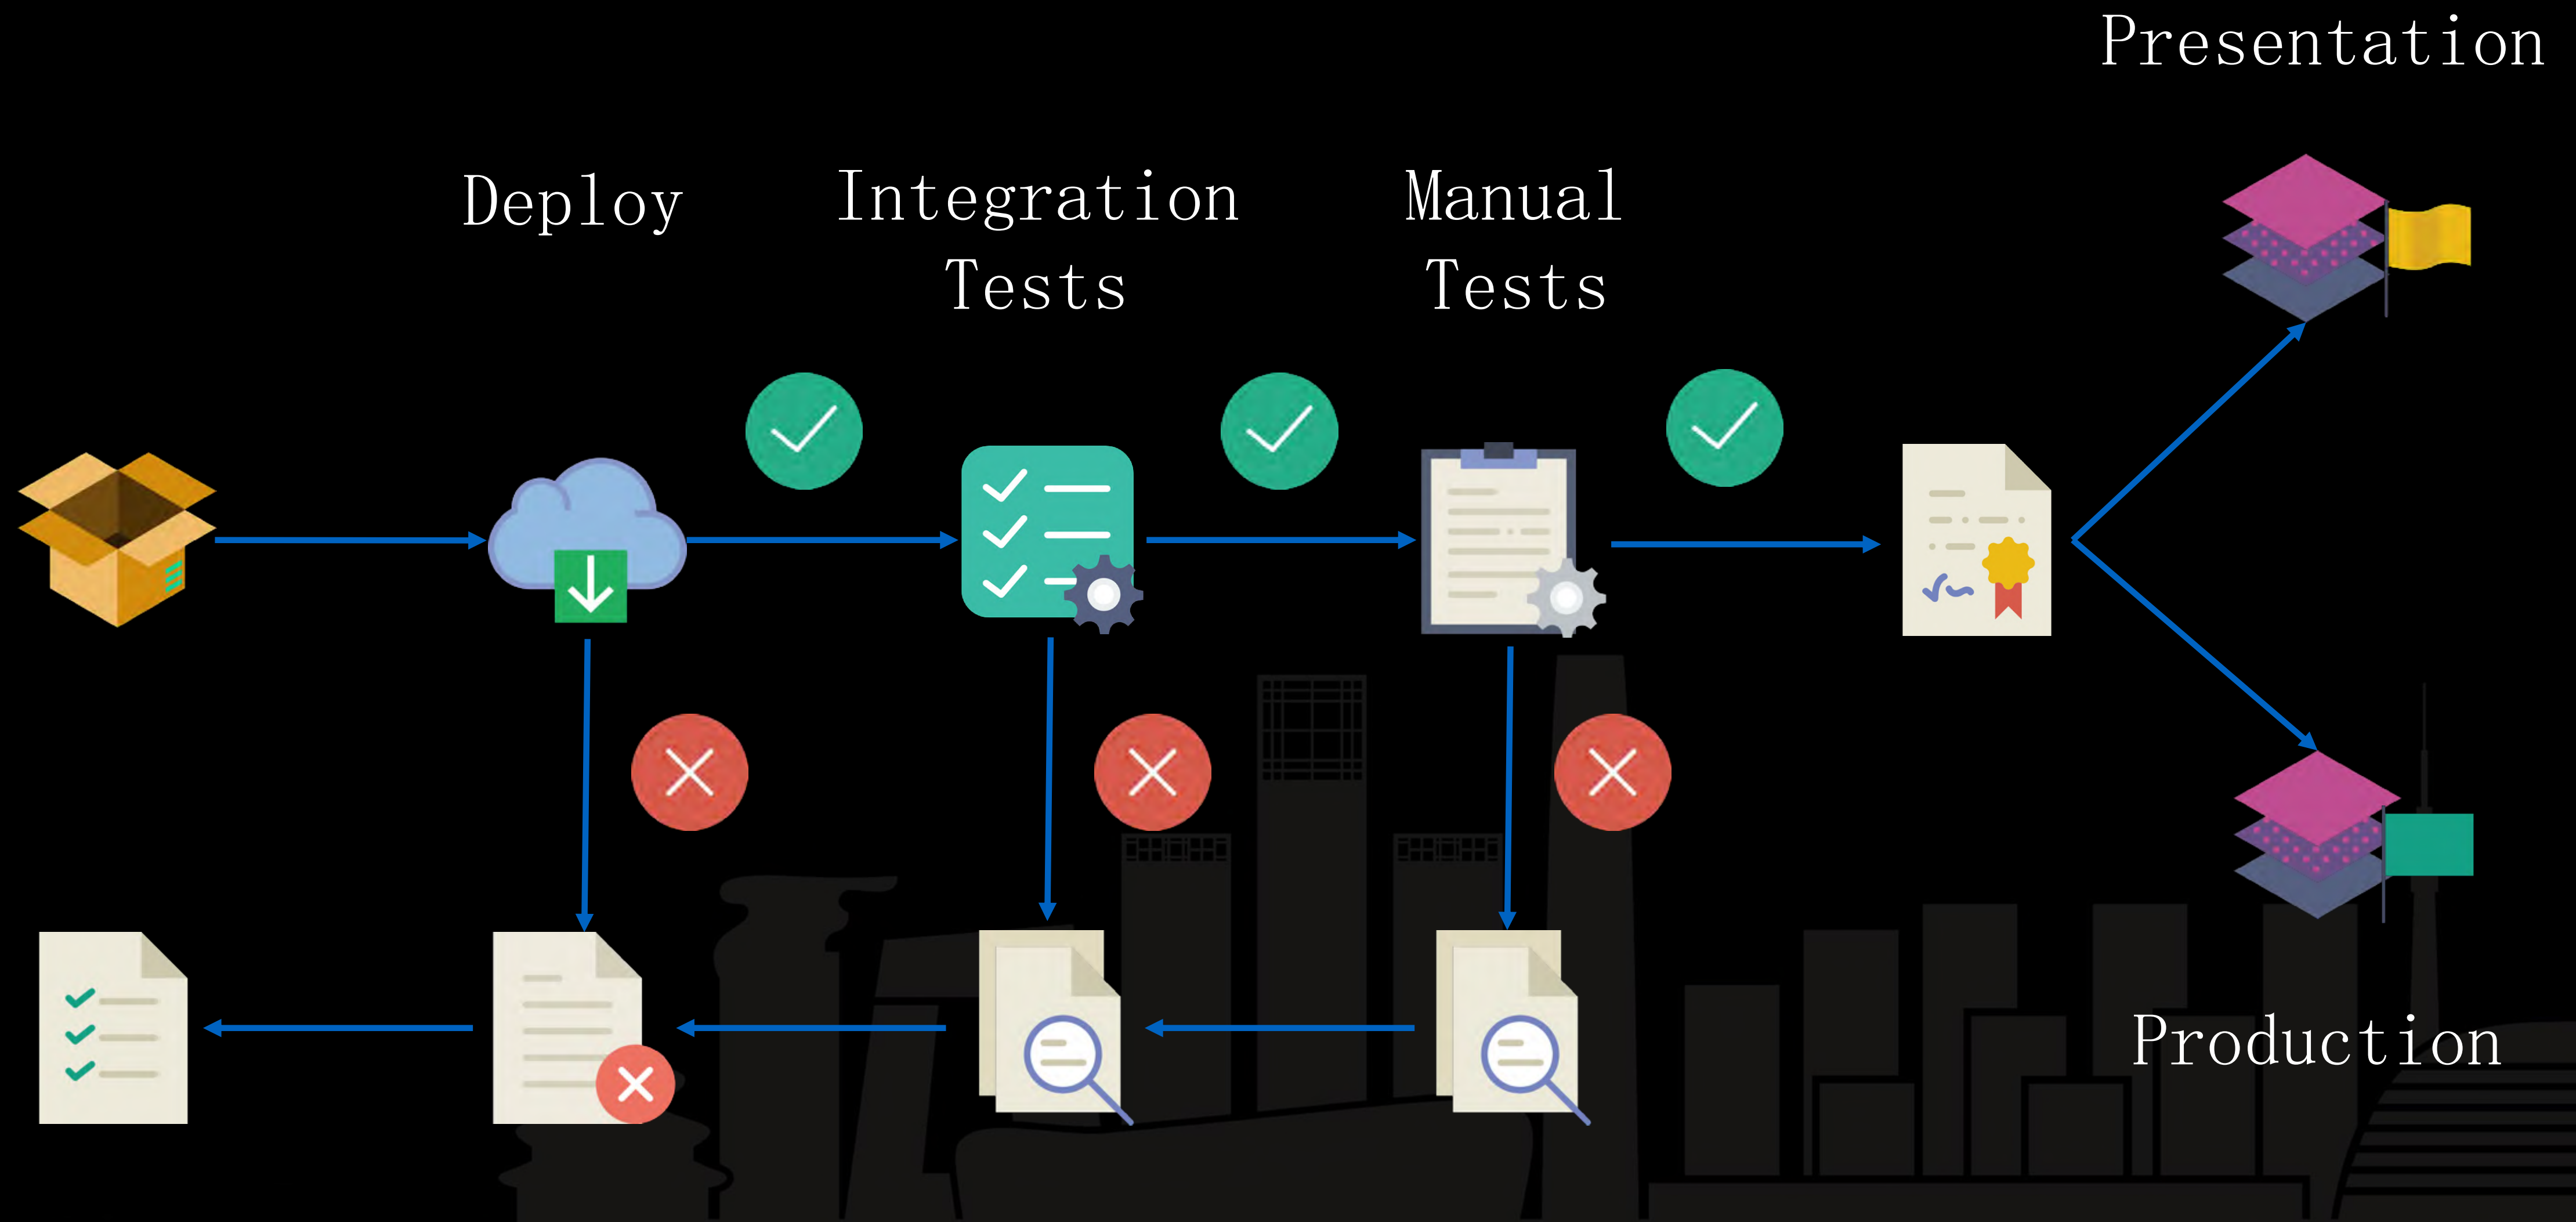 Presentation
Deploy
Integration
Tests
Manual
Tests
Production